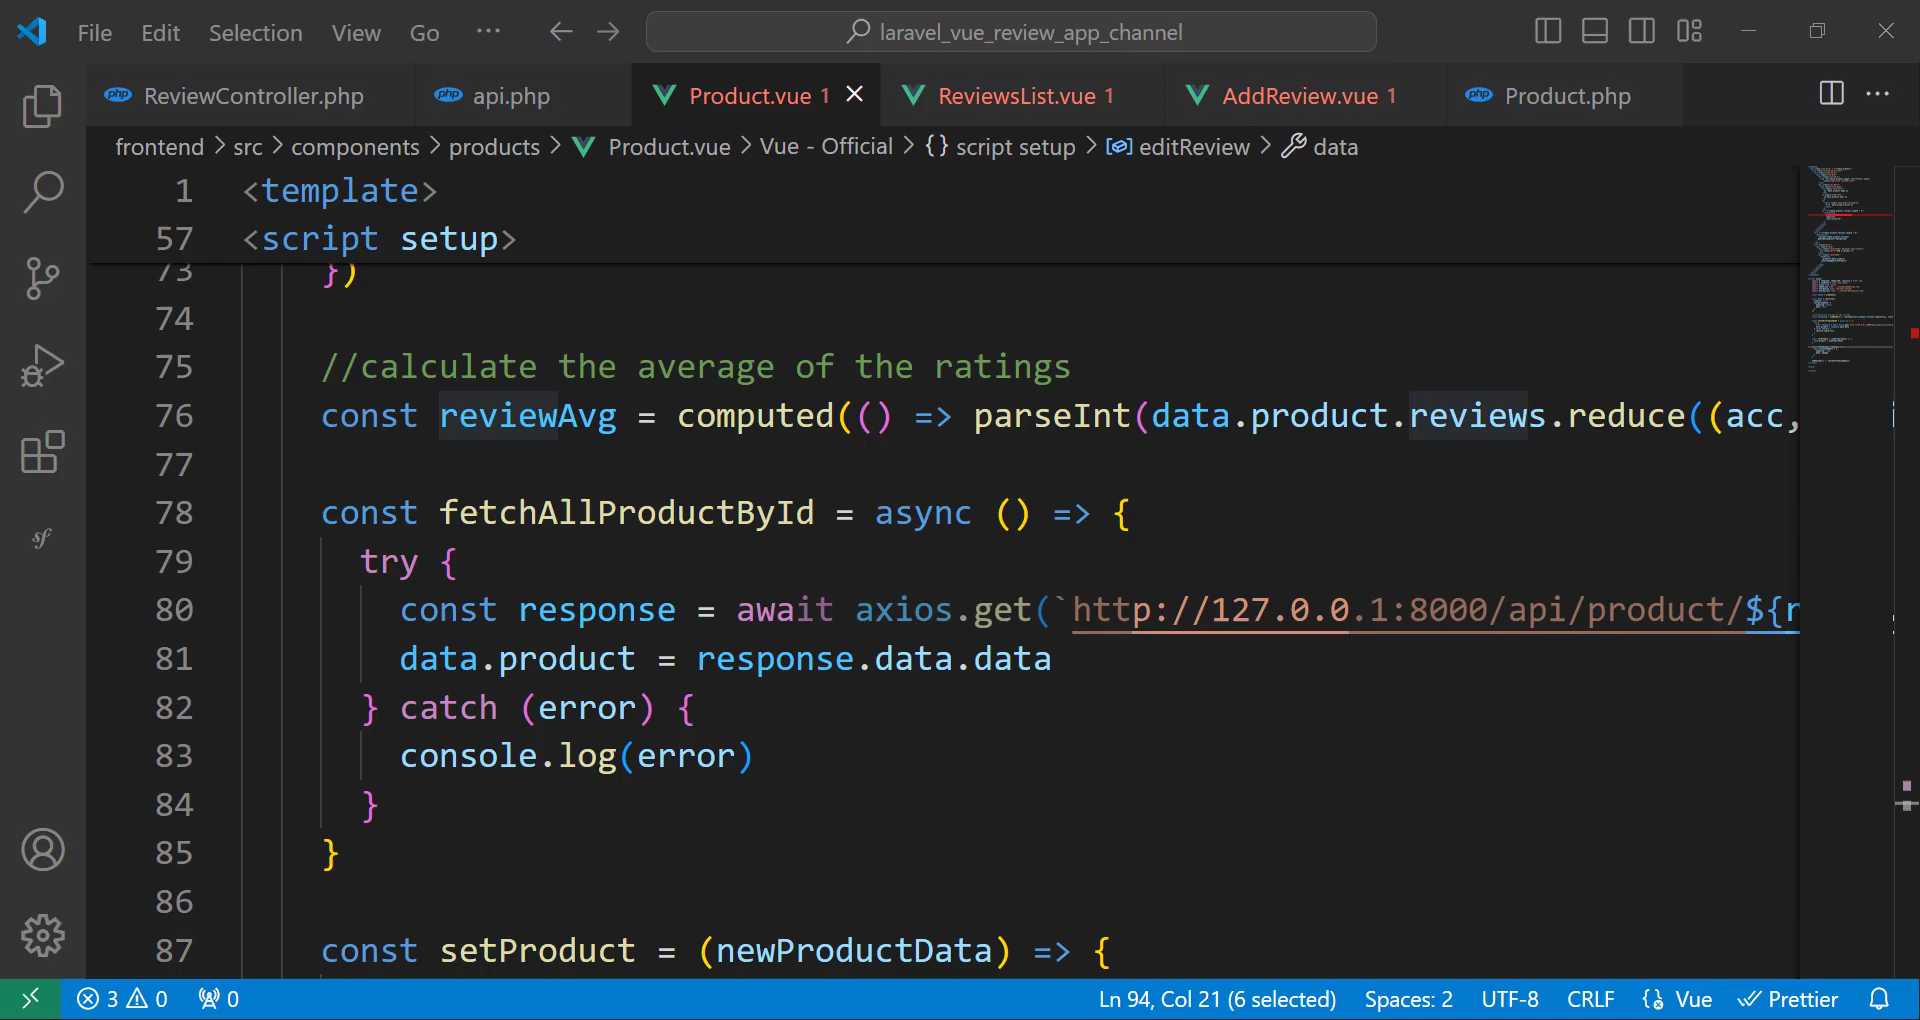 File Edit Selection View Go ... laravel_vue_review_app_channel
php ReviewController.php php api.php Product.vue 1 ReviewsList.vue 1 AddReview.vue 1 php Product.php
frontend > src > components > products > Product.vue > Vue - Official > {} script setup > editReview > data
1 <template>
57 <script setup>
73 })
74
75 //calculate the average of the ratings
76 const reviewAvg = computed(() => parseInt(data.product.reviews.reduce((acc,
77
78 const fetchAllProductById = async () => {
79 try {
80 const response = await axios.get(`http://127.0.0.1:8000/api/product/${r
81 data.product = response.data.data
82 } catch (error) {
83 console.log(error)
84 }
85 }
86
87 const setProduct = (newProductData) => {
3 0 0 Ln 94, Col 21 (6 selected) Spaces: 2 UTF-8 CRLF Vue Prettier